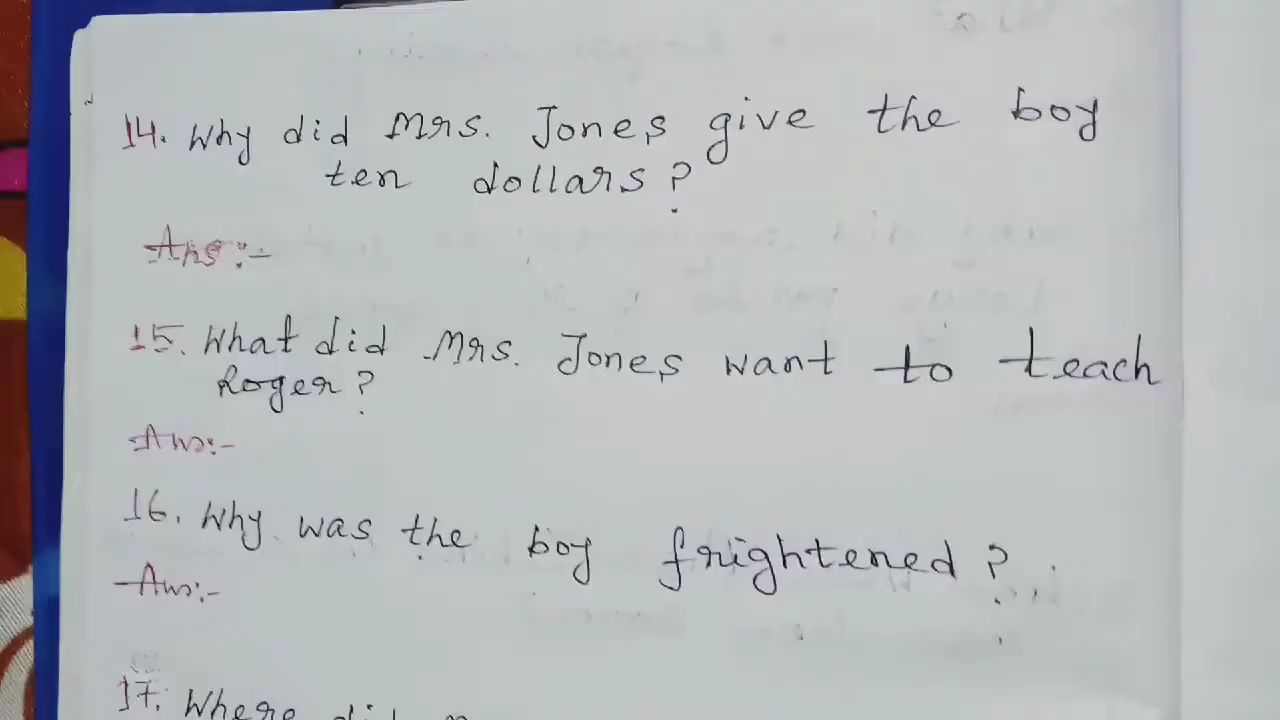 14. Why did Mrs. Jones give the boy
ten dollars?
Ans:-
15. What did Mrs. Jones want to teach
Roger?
Ans:-
16. Why was the boy frightened?
Ans:-
17. Where did